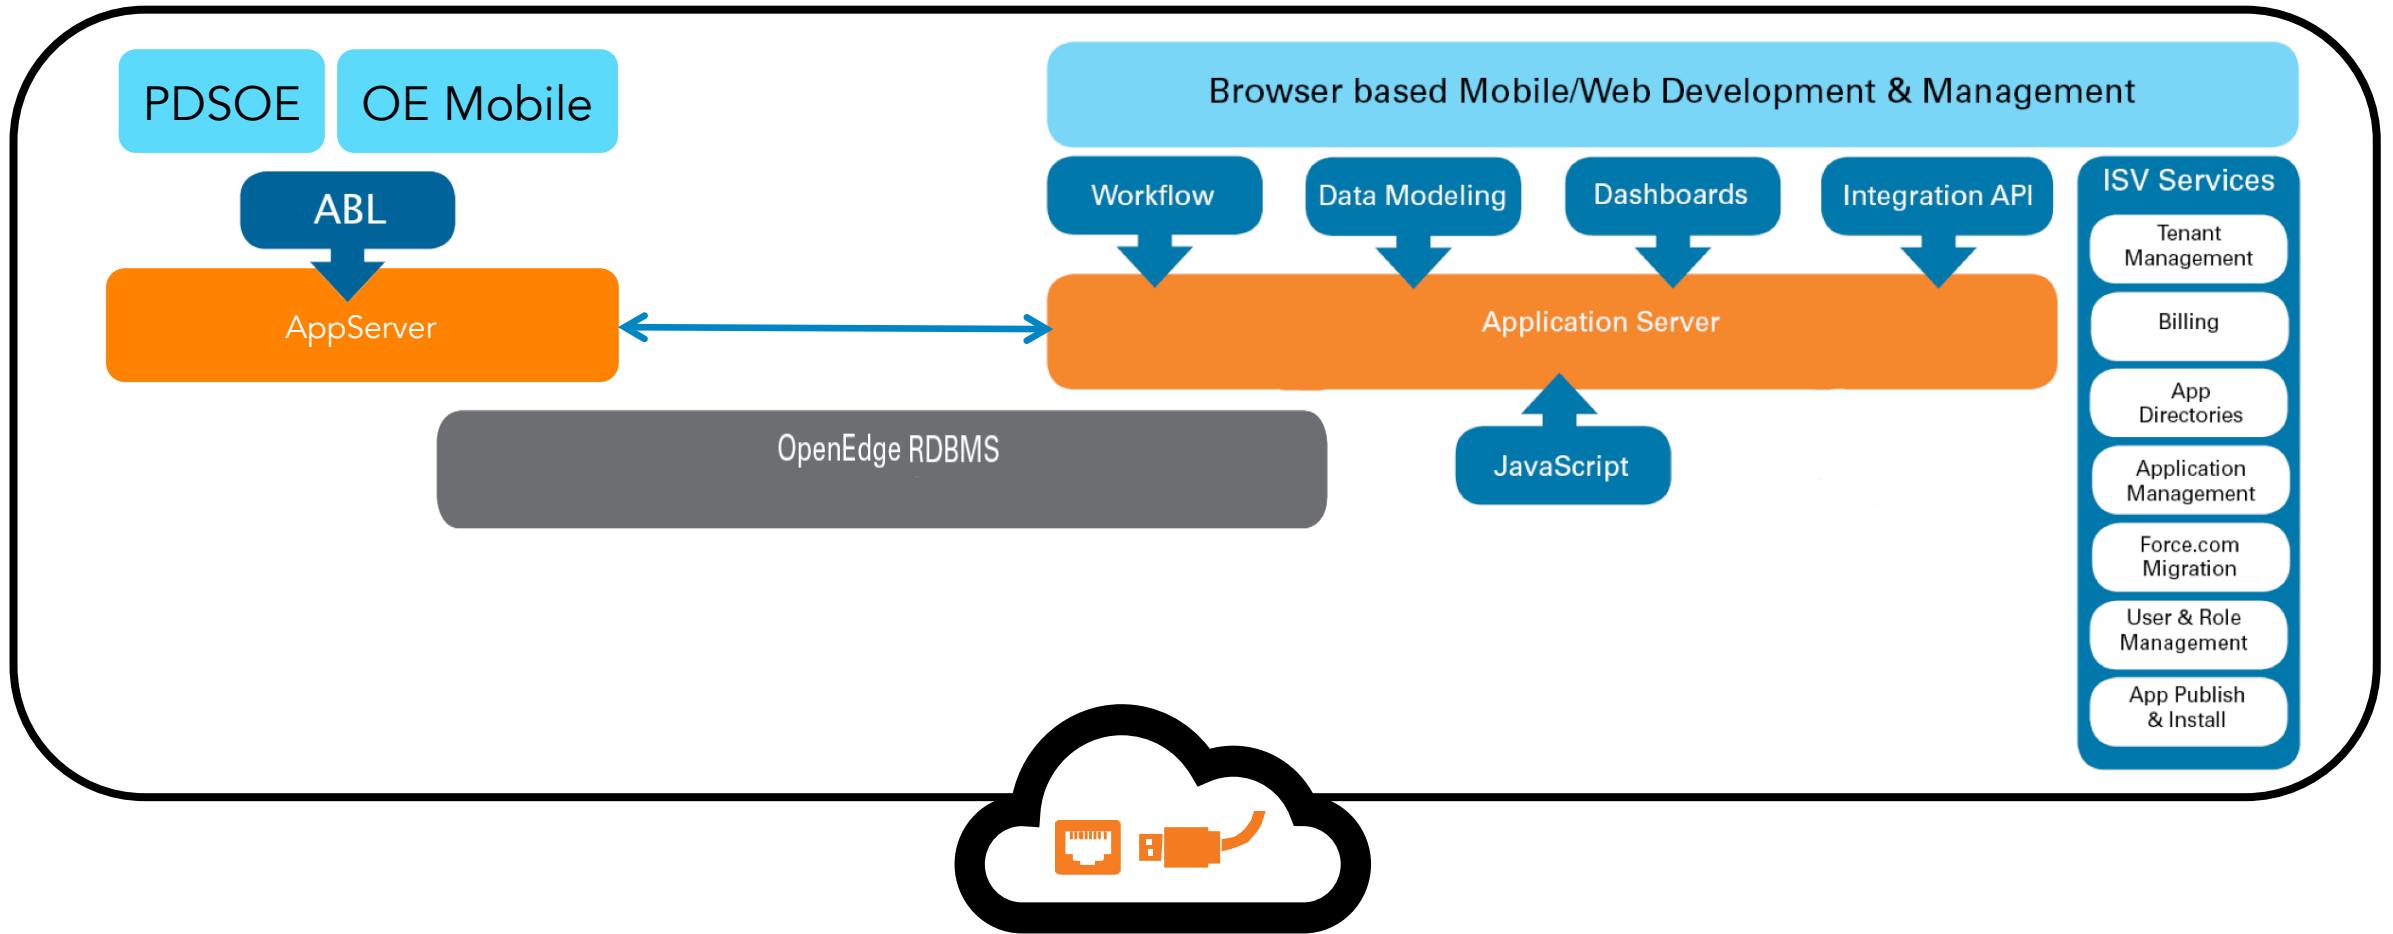 PDSOE
OE Mobile
ABL
AppServer
OpenEdge RDBMS
Browser based Mobile/Web Development & Management
Workflow
Data Modeling
Dashboards
Integration API
Application Server
JavaScript
ISV Services
Tenant
Management
Billing
App
Directories
Application
Management
Force.com
Migration
User & Role
Management
App Publish
& Install